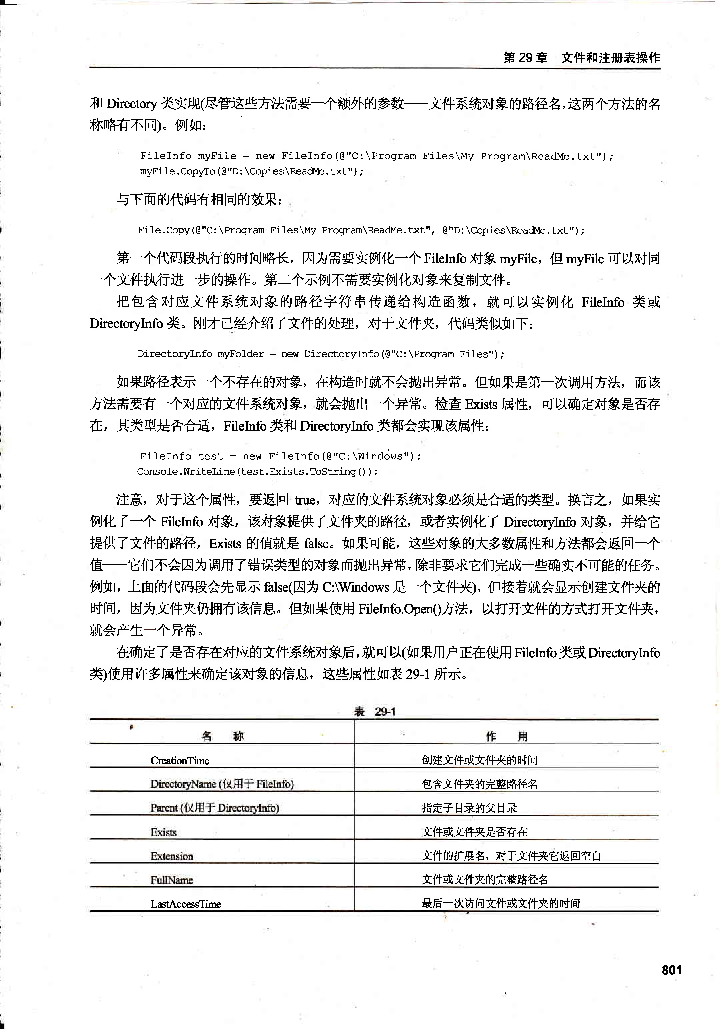 第 29 章 文件和注册表操作
和 Directory 类实现(尽管这些方法需要一个额外的参数——文件系统对象的路径名,这两个方法的名
称略有不同)。例如：
FileInfo myFile = new FileInfo(@"C:\Program Files\My Program\ReadMe.txt");
myFile.CopyTo(@"D:\Copies\ReadMe.txt");
与下面的代码有相同的效果：
File.Copy(@"C:\Program Files\My Program\ReadMe.txt", @"D:\Copies\ReadMe.txt");
第一个代码段执行的时间略长，因为需要实例化一个 FileInfo 对象 myFile，但 myFile 可以对同
一个文件执行进一步的操作。第二个示例不需要实例化对象来复制文件。
把包含对应文件系统对象的路径字符串传递给构造函数，就可以实例化 FileInfo 类或
DirectoryInfo 类。刚才已经介绍了文件的处理，对于文件夹，代码类似如下：
DirectoryInfo myFolder = new DirectoryInfo(@"C:\Program Files");
如果路径表示一个不存在的对象，在构造时就不会抛出异常。但如果是第一次调用方法，而该
方法需要有一个对应的文件系统对象，就会抛出一个异常。检查 Exists 属性，可以确定对象是否存
在，其类型是否合适，FileInfo 类和 DirectoryInfo 类都会实现该属性：
FileInfo test = new FileInfo(@"C:\Windows");
Console.WriteLine(test.Exists.ToString());
注意，对于这个属性，要返回 true，对应的文件系统对象必须是合适的类型。换言之，如果实
例化了一个 FileInfo 对象，该对象提供了文件夹的路径，或者实例化了 DirectoryInfo 对象，并给它
提供了文件的路径，Exists 的值就是 false。如果可能，这些对象的大多数属性和方法都会返回一个
值——它们不会因为调用了错误类型的对象而抛出异常,除非要求它们完成一些确实不可能的任务。
例如，上面的代码段会先显示 false(因为 C:\Windows 是一个文件夹)，但接着就会显示创建文件夹的
时间，因为文件夹仍拥有该信息。但如果使用 FileInfo.Open()方法，以打开文件的方式打开文件夹，
就会产生一个异常。
在确定了是否存在对应的文件系统对象后,就可以(如果用户正在使用 FileInfo 类或 DirectoryInfo
类)使用许多属性来确定该对象的信息，这些属性如表 29-1 所示。
表 29-1
名 称 作 用
CreationTime 创建文件或文件夹的时间
DirectoryName (仅用于 FileInfo) 包含文件夹的完整路径名
Parent (仅用于 DirectoryInfo) 指定子目录的父目录
Exists 文件或文件夹是否存在
Extension 文件的扩展名，对于文件夹它返回空白
FullName 文件或文件夹的完整路径名
LastAccessTime 最后一次访问文件或文件夹的时间
801